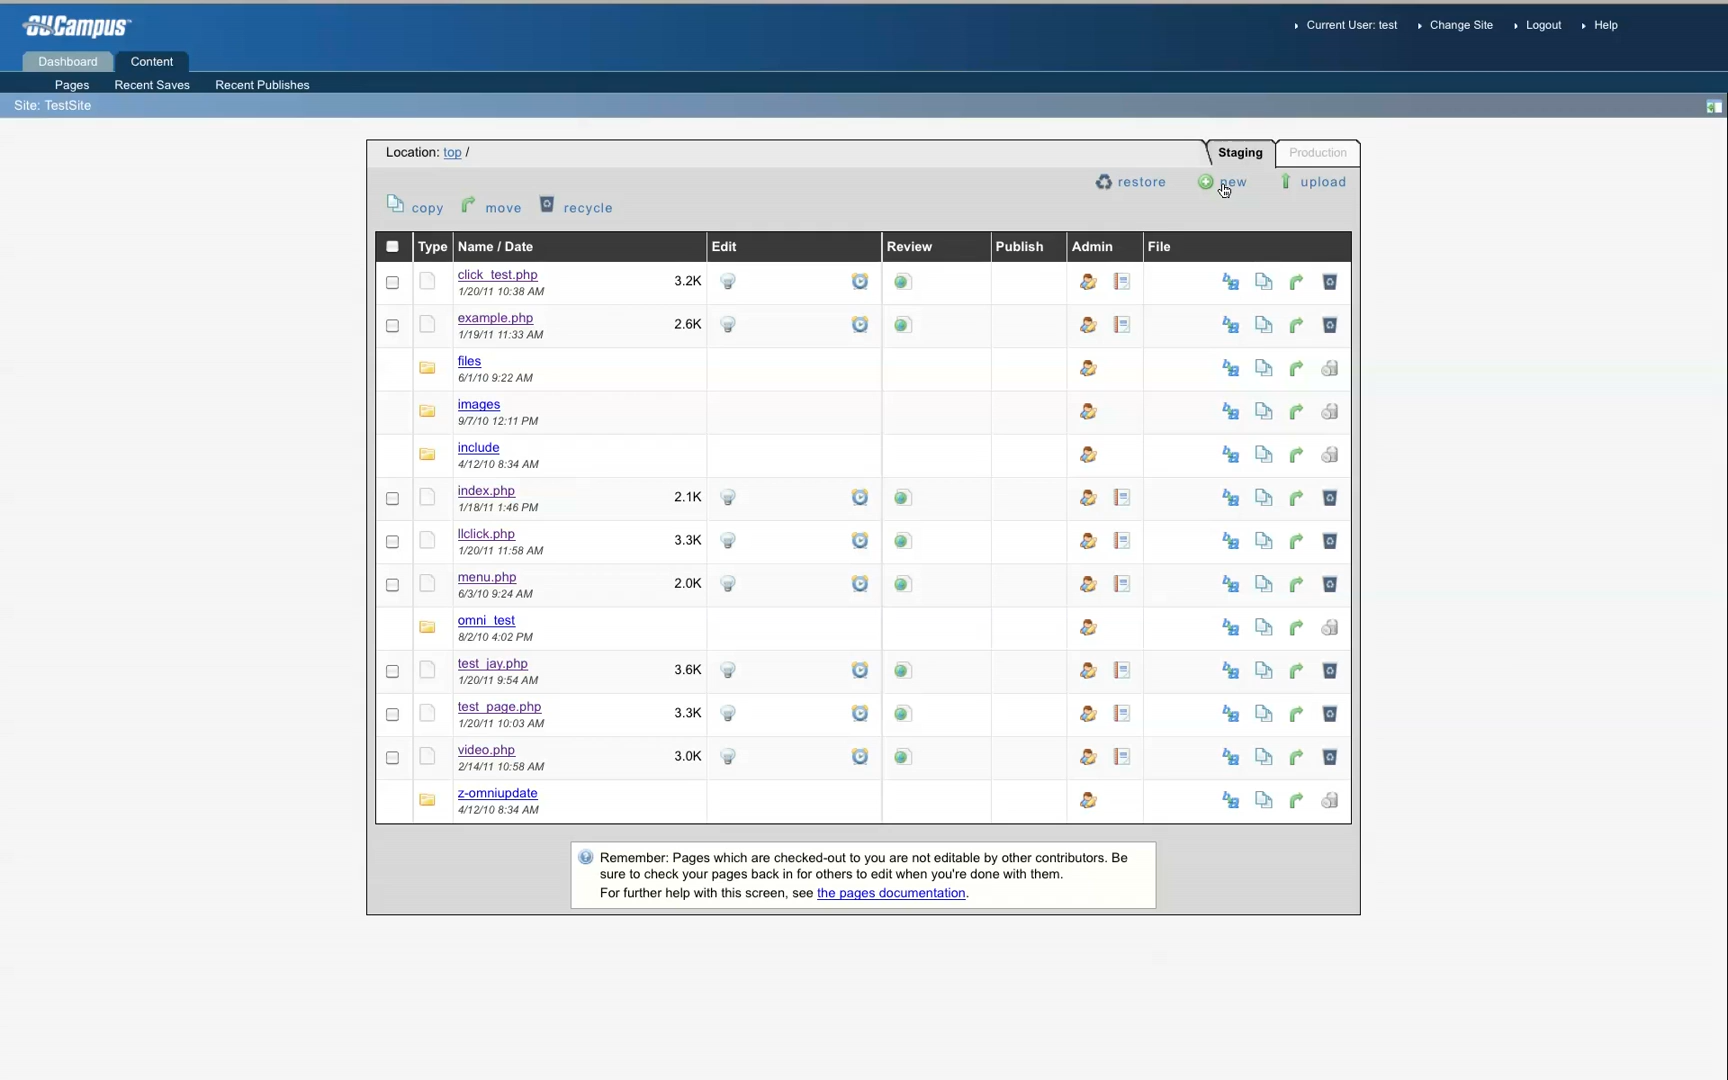 OUCampus
Current User: test Change Site Logout Help
Dashboard Content
Pages Recent Saves Recent Publishes
Site: TestSite
Location: top / Staging Production
restore new upload
copy move recycle
Type Name / Date Edit Review Publish Admin File
click_test.php 3.2K
1/20/11 10:38 AM
example.php 2.6K
1/19/11 11:33 AM
files
6/1/10 9:22 AM
images
9/7/10 12:11 PM
include
4/12/10 8:34 AM
index.php 2.1K
1/18/11 1:46 PM
llclick.php 3.3K
1/20/11 11:58 AM
menu.php 2.0K
6/3/10 9:24 AM
omni_test
8/2/10 4:02 PM
test_jay.php 3.6K
1/20/11 9:54 AM
test_page.php 3.3K
1/20/11 10:03 AM
video.php 3.0K
2/14/11 10:58 AM
z-omniupdate
4/12/10 8:34 AM
Remember: Pages which are checked-out to you are not editable by other contributors. Be
sure to check your pages back in for others to edit when you're done with them.
For further help with this screen, see the pages documentation.